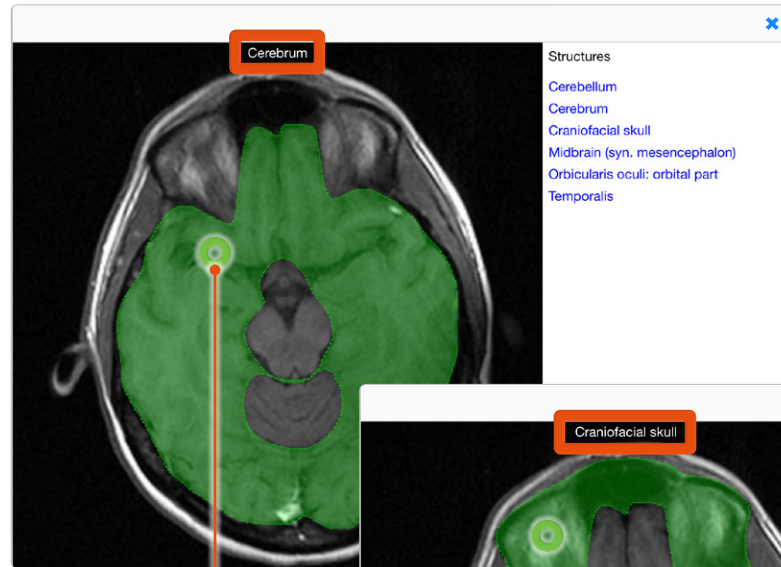 Cerebrum
Structures
Cerebellum
Cerebrum
Craniofacial skull
Midbrain (syn. mesencephalon)
Orbicularis oculi: orbital part
Temporalis
Craniofacial skull